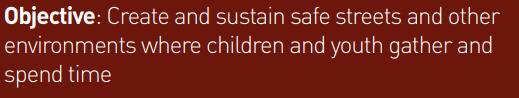 Objective: Create and sustain safe streets and other
environments where children and youth gather and
spend time